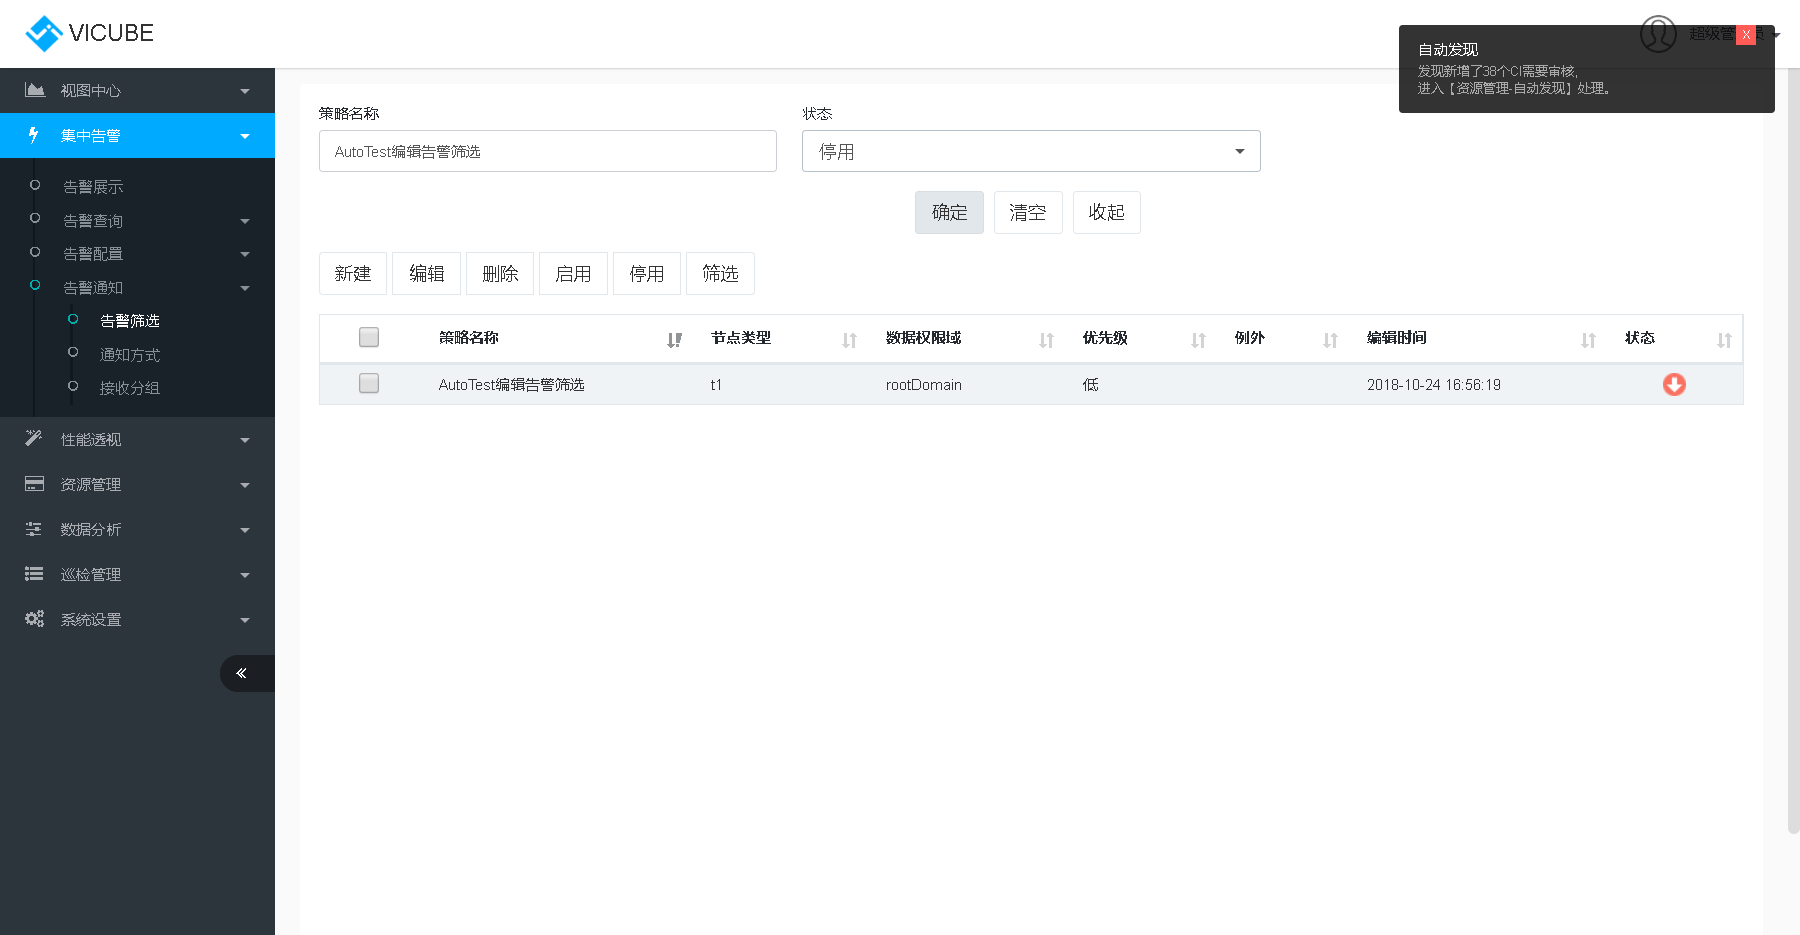 VICUBE
超级管
员
X
自动发现
发现新增了38个CI需要审核,
进入【资源管理-自动发现】处理。
视图中心
集中告警
告警展示
告警查询
告警配置
告警通知
告警筛选
通知方式
接收分组
性能透视
资源管理
数据分析
巡检管理
系统设置
策略名称
状态
AutoTest编辑告警筛选
停用
确定
清空
收起
新建
编辑
删除
启用
停用
筛选
策略名称
节点类型
数据权限域
优先级
例外
编辑时间
状态
AutoTest编辑告警筛选
t1
rootDomain
低
2018-10-24 16:56:19